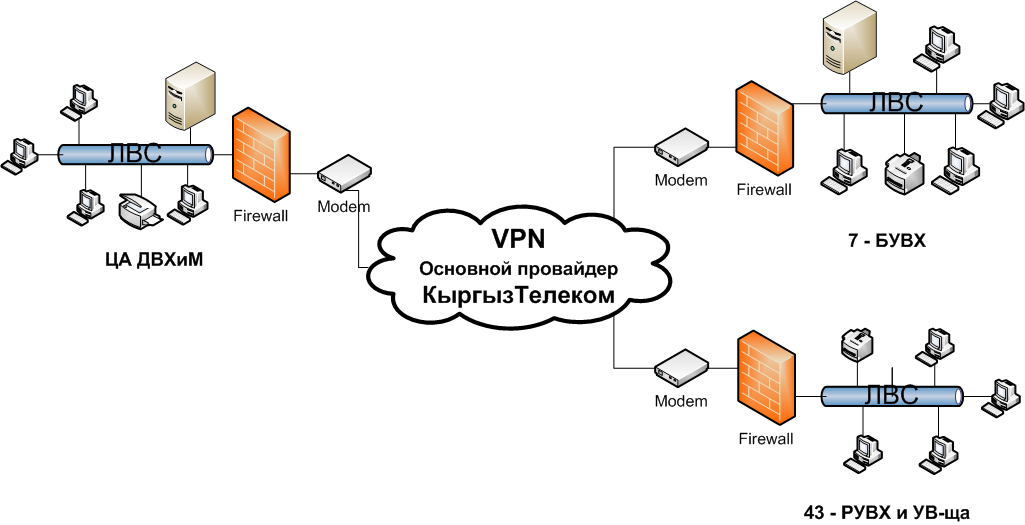 ЛВС
Firewall
Modem
ЦА ДВХиМ
VPN
Основной провайдер
КыргызТелеком
ЛВС
Modem
Firewall
7 - БУВХ
ЛВС
Modem
Firewall
43 - РУВХ и УВ-ща